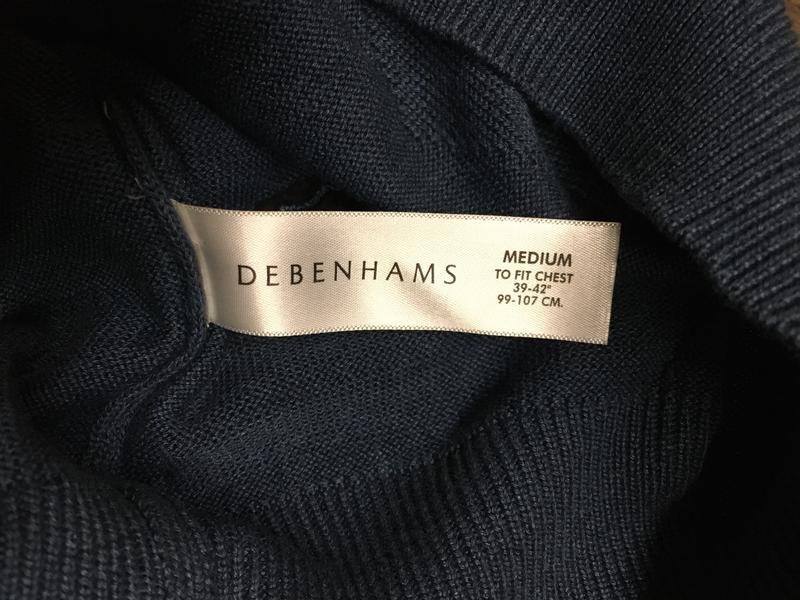 DEBENHAMS
MEDIUM
TO FIT CHEST
39-42"
99-107 CM.